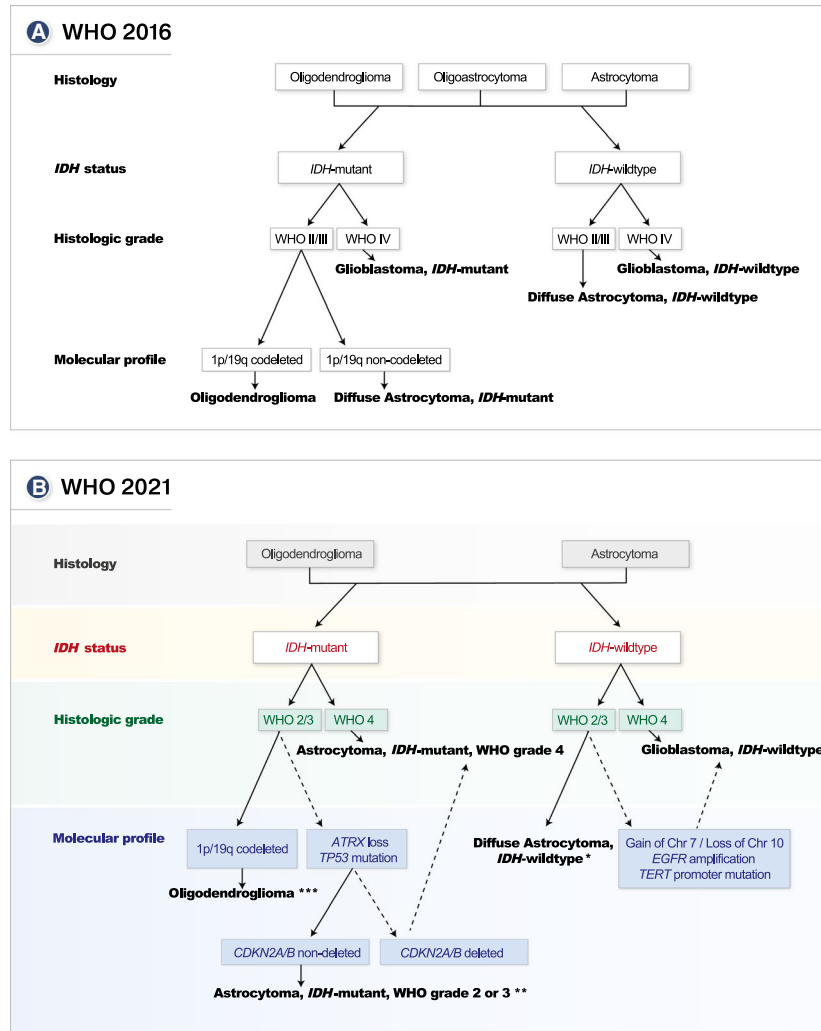 A WHO 2016
Histology
Oligodendroglioma
Oligoastrocytoma
Astrocytoma
IDH status
IDH-mutant
IDH-wildtype
Histologic grade
WHO II/III
WHO IV
WHO II/III
WHO IV
Glioblastoma, IDH-mutant
Glioblastoma, IDH-wildtype
Diffuse Astrocytoma, IDH-wildtype
Molecular profile
1p/19q codeleted
1p/19q non-codeleted
Oligodendroglioma
Diffuse Astrocytoma, IDH-mutant
B WHO 2021
Histology
Oligodendroglioma
Astrocytoma
IDH status
IDH-mutant
IDH-wildtype
Histologic grade
WHO 2/3
WHO 4
WHO 2/3
WHO 4
Astrocytoma, IDH-mutant, WHO grade 4
Glioblastoma, IDH-wildtype
Molecular profile
1p/19q codeleted
ATRX loss
TP53 mutation
Diffuse Astrocytoma,
IDH-wildtype *
Gain of Chr 7 / Loss of Chr 10
EGFR amplification
TERT promoter mutation
Oligodendroglioma ***
CDKN2A/B non-deleted
CDKN2A/B deleted
Astrocytoma, IDH-mutant, WHO grade 2 or 3 **